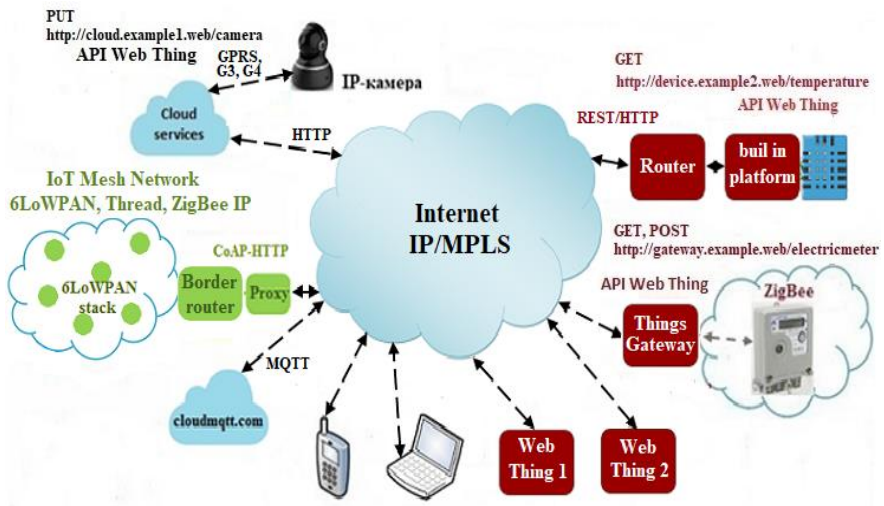 PUT
http://cloud.example1.web/camera
API Web Thing
GPRS,
G3, G4
IP-камера
Cloud
services
HTTP
GET
http://device.example2.web/temperature
API Web Thing
REST/HTTP
Router
buil in
platform
IoT Mesh Network
6LoWPAN, Thread, ZigBee IP
6LoWPAN
stack
CoAP-HTTP
Border
router
Proxy
Internet
IP/MPLS
GET, POST
http://gateway.example.web/electricmeter
API Web Thing
ZigBee
Things
Gateway
MQTT
cloudmqtt.com
Web
Thing 1
Web
Thing 2